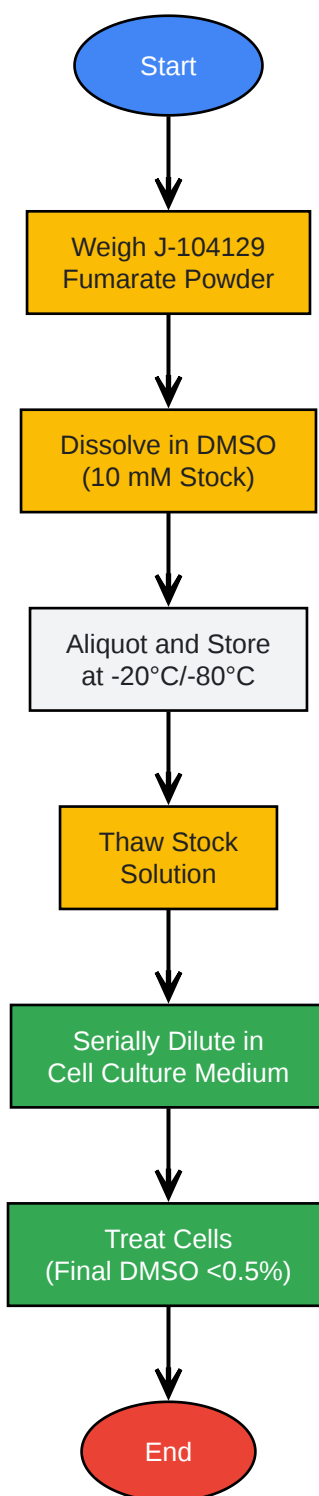 Start
Weigh J-104129
Fumarate Powder
Dissolve in DMSO
(10 mM Stock)
Aliquot and Store
at -20°C/-80°C
Thaw Stock
Solution
Serially Dilute in
Cell Culture Medium
Treat Cells
(Final DMSO <0.5%)
End